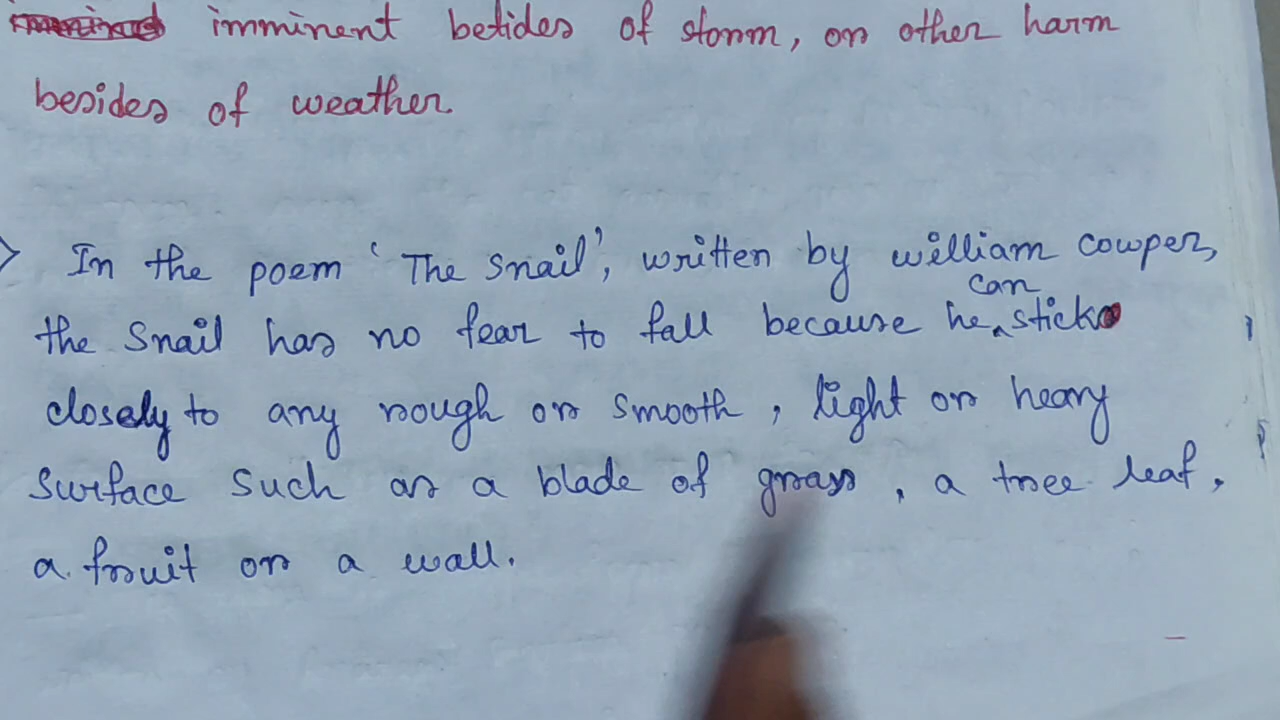 imminent betides of storm, or other harm
besides of weather
In the poem 'The Snail', written by william cowper,
can
the Snail has no fear to fall because he ^ stick
closely to any rough or smooth, light or heavy
surface such as a blade of grass, a tree leaf,
a fruit or a wall.